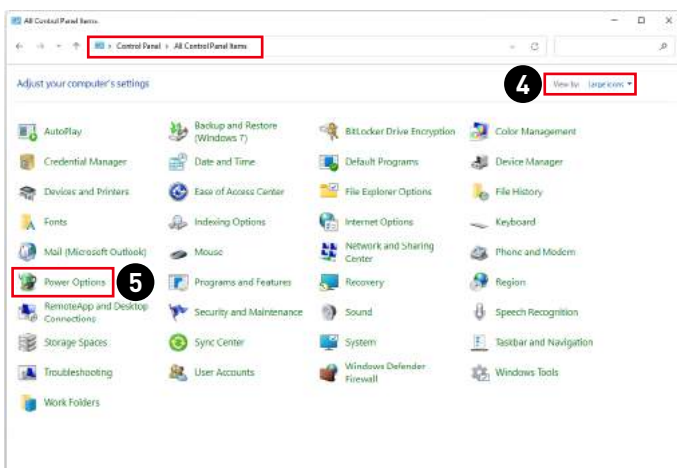 All Control Panel Items
Control Panel › All Control Panel Items
Adjust your computer's settings
4
View by: Large icons
AutoPlay
Backup and Restore
(Windows 7)
BitLocker Drive Encryption
Color Management
Credential Manager
Date and Time
Default Programs
Device Manager
Devices and Printers
Ease of Access Center
File Explorer Options
File History
Fonts
Indexing Options
Internet Options
Keyboard
Mail (Microsoft Outlook)
Mouse
Network and Sharing
Center
Phone and Modem
Power Options
5
Programs and Features
Recovery
Region
RemoteApp and Desktop
Connections
Security and Maintenance
Sound
Speech Recognition
Storage Spaces
Sync Center
System
Taskbar and Navigation
Troubleshooting
User Accounts
Windows Defender
Firewall
Windows Tools
Work Folders